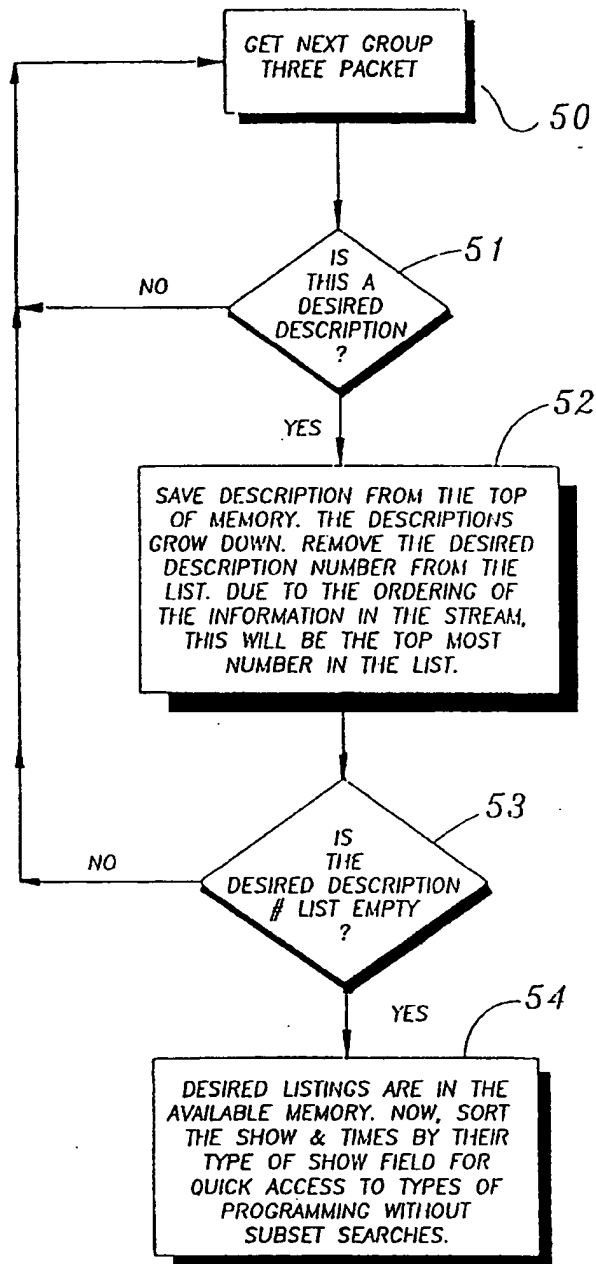 GET NEXT GROUP
THREE PACKET
50
IS
THIS A
DESIRED
DESCRIPTION
?
51
NO
YES
52
SAVE DESCRIPTION FROM THE TOP
OF MEMORY. THE DESCRIPTIONS
GROW DOWN. REMOVE THE DESIRED
DESCRIPTION NUMBER FROM THE
LIST. DUE TO THE ORDERING OF
THE INFORMATION IN THE STREAM,
THIS WILL BE THE TOP MOST
NUMBER IN THE LIST.
53
IS
THE
DESIRED DESCRIPTION
# LIST EMPTY
?
NO
YES
54
DESIRED LISTINGS ARE IN THE
AVAILABLE MEMORY. NOW, SORT
THE SHOW & TIMES BY THEIR
TYPE OF SHOW FIELD FOR
QUICK ACCESS TO TYPES OF
PROGRAMMING WITHOUT
SUBSET SEARCHES.